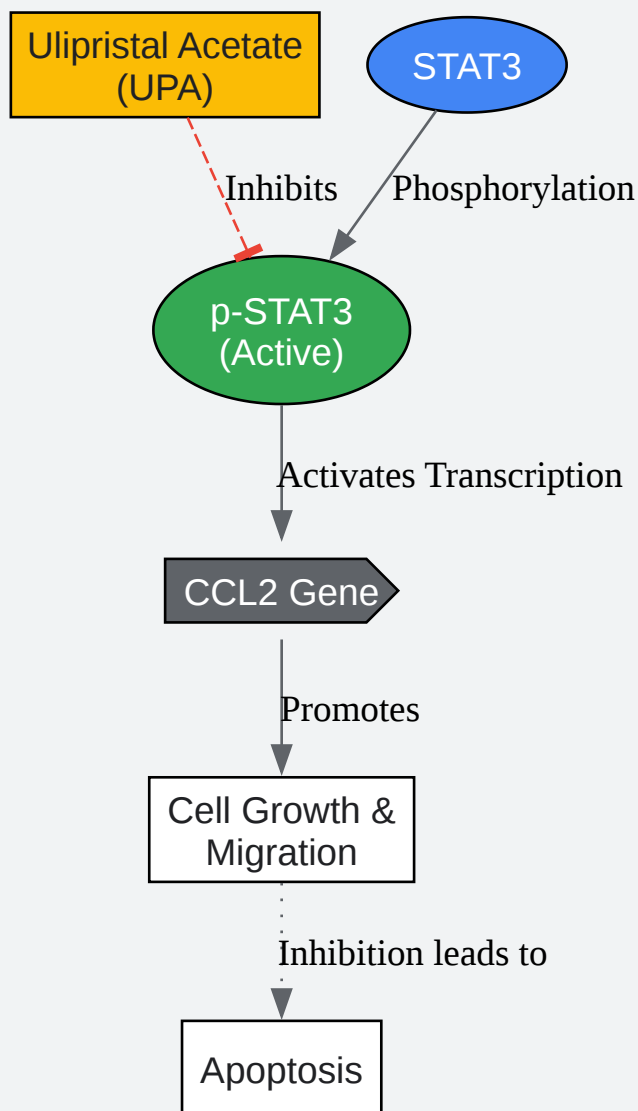 Ulipristal Acetate
(UPA)
STAT3
Inhibits
Phosphorylation
p-STAT3
(Active)
Activates Transcription
CCL2 Gene
Promotes
Cell Growth &
Migration
Inhibition leads to
Apoptosis